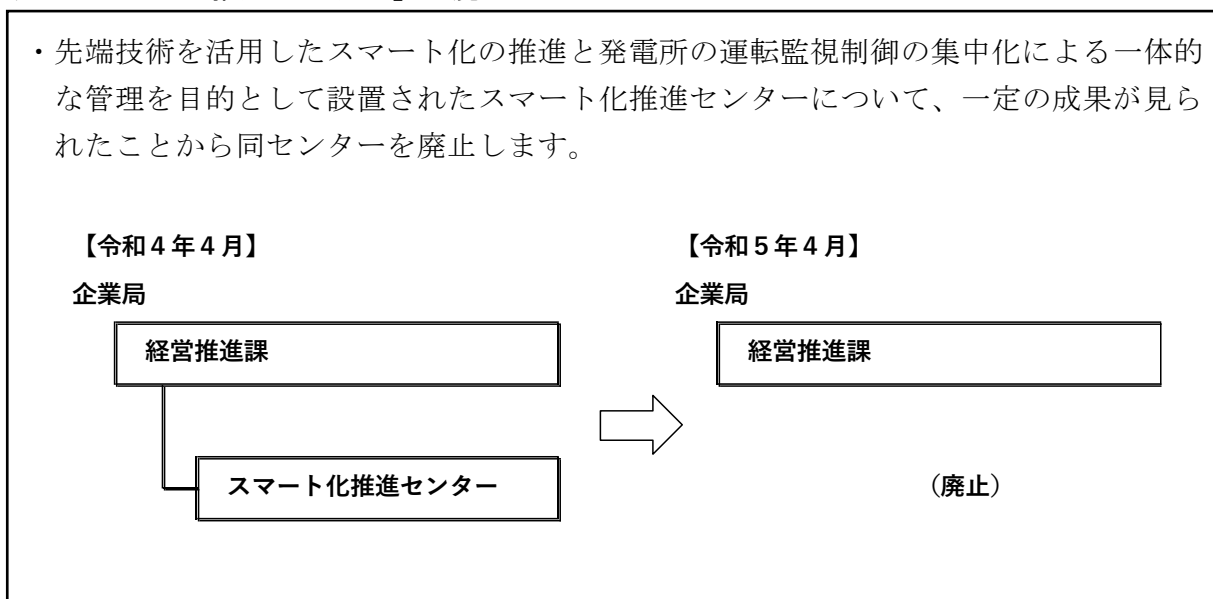 ・先端技術を活用したスマート化の推進と発電所の運転監視制御の集中化による一体的
な管理を目的として設置されたスマート化推進センターについて、一定の成果が見ら
れたことから同センターを廃止します。
【令和4年4月】
【令和5年4月】
企業局
企業局
経営推進課
経営推進課
スマート化推進センター
（廃止）